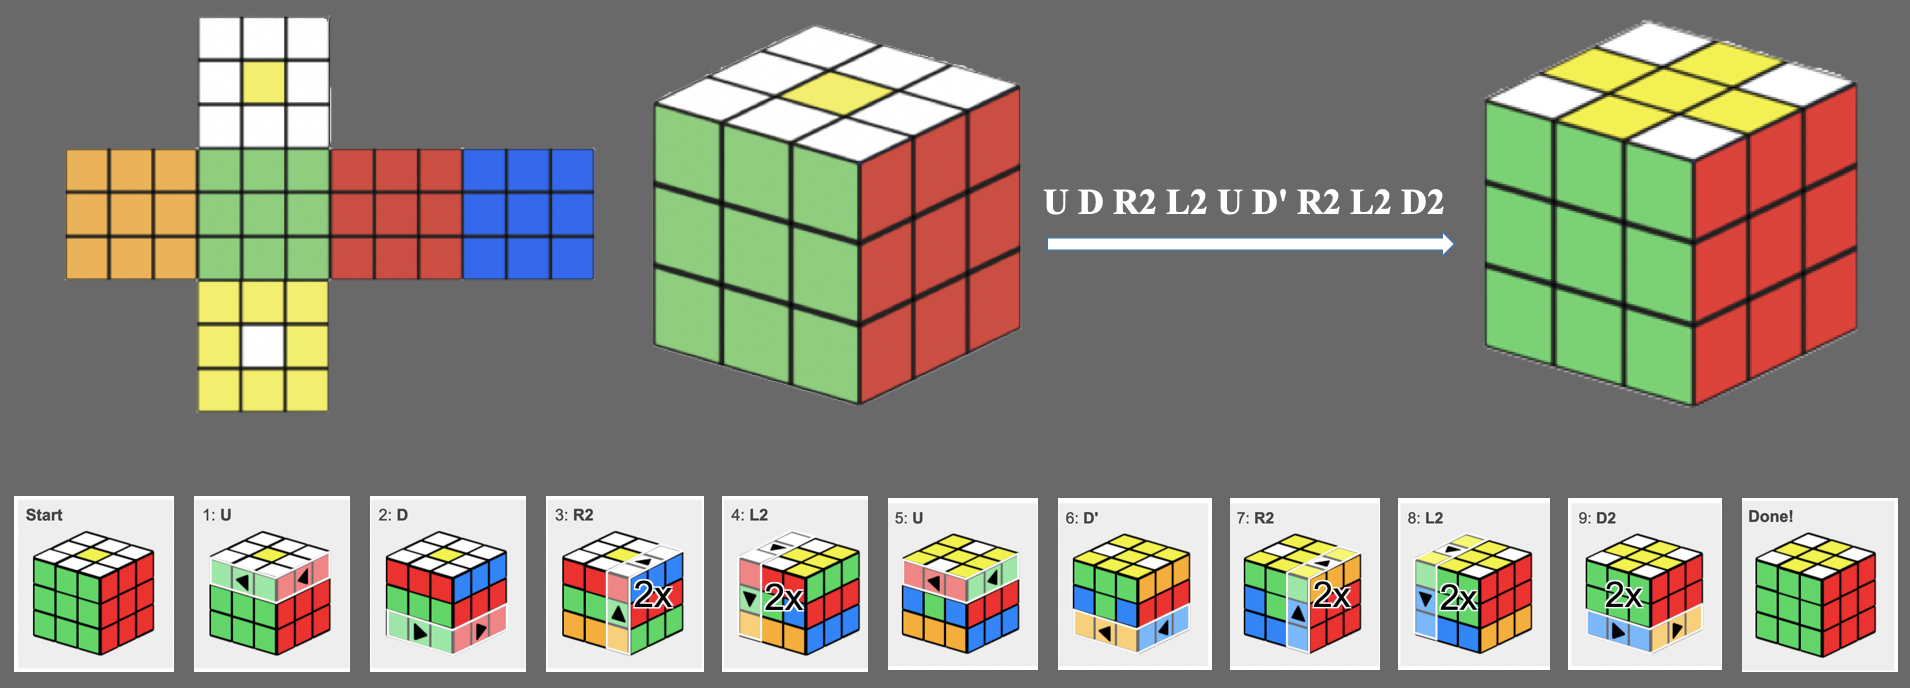 U D R2 L2 U D' R2 L2 D2
Start
1: U
2: D
3: R2
2x
4: L2
2x
5: U
6: D'
7: R2
2x
8: L2
2x
9: D2
2x
Done!